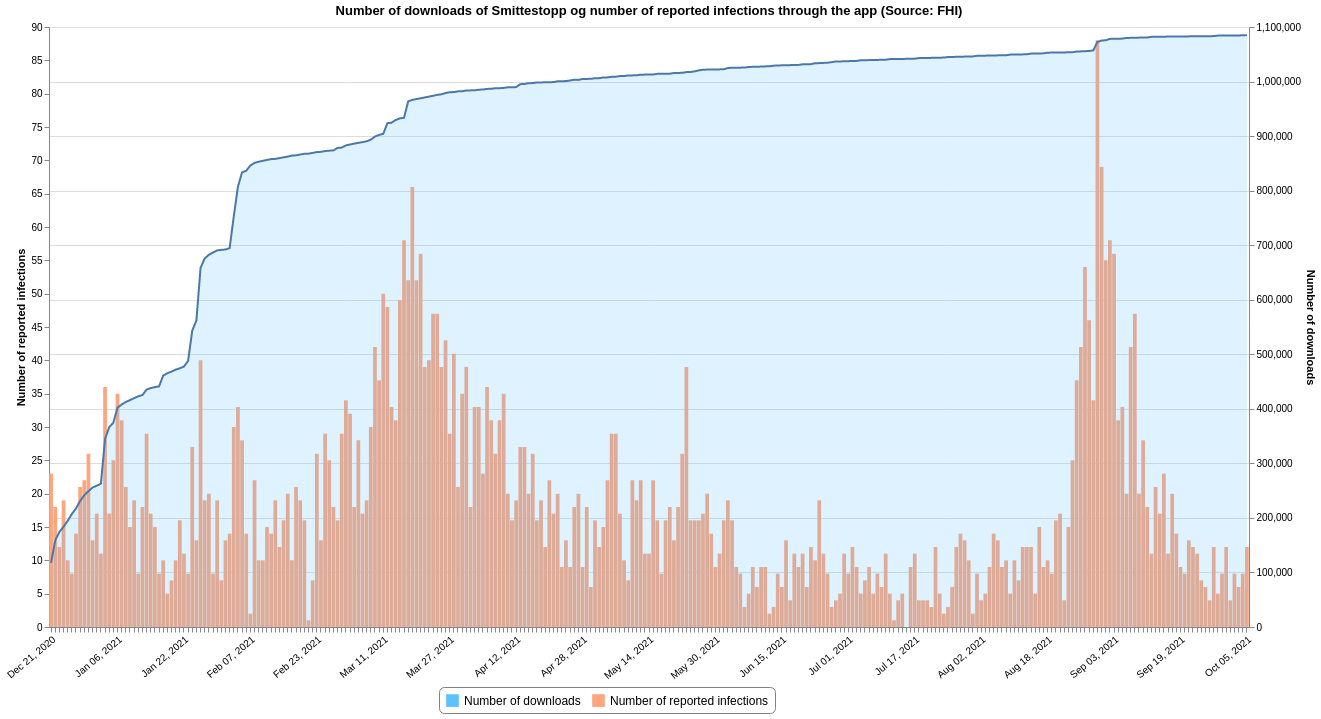 Number of downloads of Smittestopp og number of reported infections through the app (Source: FHI)
Number of reported infections
90
85
80
75
70
65
60
55
50
45
40
35
30
25
20
15
10
5
0
1,100,000
1,000,000
900,000
800,000
700,000
600,000
500,000
400,000
300,000
200,000
100,000
0
Number of downloads
Dec 21, 2020
Jan 06, 2021
Jan 22, 2021
Feb 07, 2021
Feb 23, 2021
Mar 11, 2021
Mar 27, 2021
Apr 12, 2021
Apr 28, 2021
May 14, 2021
May 30, 2021
Jun 15, 2021
Jul 01, 2021
Jul 17, 2021
Aug 02, 2021
Aug 18, 2021
Sep 03, 2021
Sep 19, 2021
Oct 05, 2021
Number of downloads
Number of reported infections